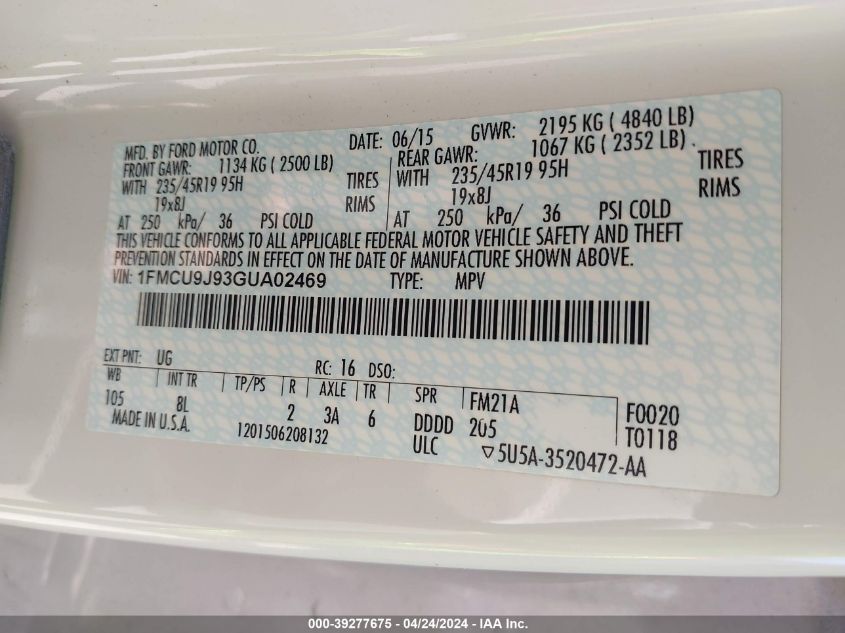 MFD. BY FORD MOTOR CO. DATE: 06/15 GVWR: 2195 KG ( 4840 LB)
FRONT GAWR: 1134 KG ( 2500 LB) REAR GAWR: 1067 KG ( 2352 LB) .
WITH 235/45R19 95H TIRES WITH 235/45R19 95H TIRES
19x8J RIMS 19x8J RIMS
AT 250 kPa/ 36 PSI COLD AT 250 kPa/ 36 PSI COLD
THIS VEHICLE CONFORMS TO ALL APPLICABLE FEDERAL MOTOR VEHICLE SAFETY AND THEFT
PREVENTION STANDARDS IN EFFECT ON THE DATE OF MANUFACTURE SHOWN ABOVE.
VIN: 1FMCU9J93GUA02469 TYPE: MPV
EXT PNT: UG RC: 16 DSO:
WB INT TR TP/PS R AXLE TR SPR FM21A F0020
105 8L 2 3A 6 DDDD 205 T0118
MADE IN U.S.A. 1201506208132 ULC ▽5U5A-3520472-AA
000-39277675 - 04/24/2024 - IAA Inc.